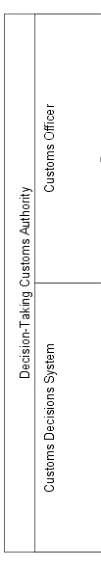 Decision-Taking Customs Authority
Customs Officer
Customs Decisions System